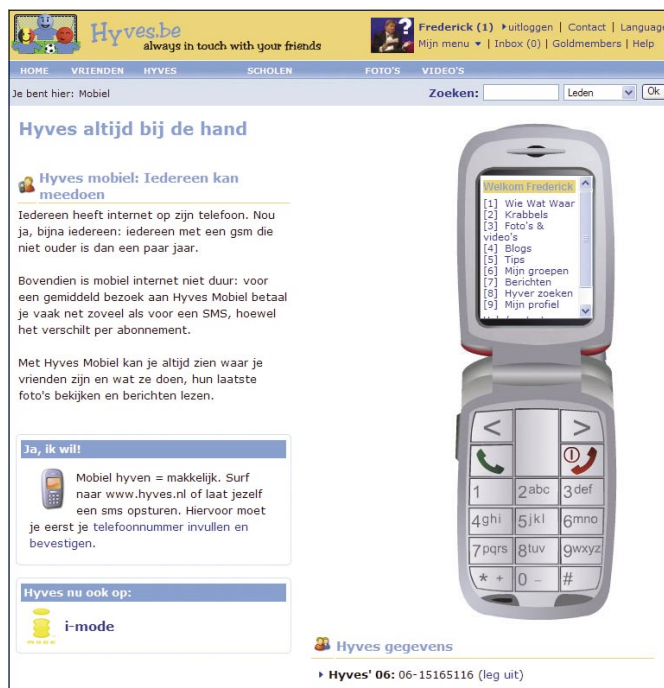 Hyves.be
always in touch with your friends
Frederick (1) uitloggen | Contact | Language
Mijn menu | Inbox (0) | Goldmembers | Help
HOME VRIENDEN HYVES SCHOLEN FOTO'S VIDEO'S
Je bent hier: Mobiel
Zoeken: Leden Ok
Hyves altijd bij de hand
Hyves mobiel: Iedereen kan
meedoen
Iedereen heeft internet op zijn telefoon. Nou
ja, bijna iedereen: iedereen met een gsm die
niet ouder is dan een paar jaar.
Bovendien is mobiel internet niet duur: voor
een gemiddeld bezoek aan Hyves Mobiel betaal
je vaak net zoveel als voor een SMS, hoewel
het verschilt per abonnement.
Met Hyves Mobiel kan je altijd zien waar je
vrienden zijn en wat ze doen, hun laatste
foto's bekijken en berichten lezen.
Ja, ik wil!
Mobiel hyven = makkelijk. Surf
naar www.hyves.nl of laat jezelf
een sms opsturen. Hiervoor moet
je eerst je telefoonnummer invullen en
bevestigen.
Hyves nu ook op:
i-mode
Welkom Frederick
[1] Wie Wat Waar
[2] Krabbels
[3] Foto's &
video's
[4] Blogs
[5] Tips
[6] Mijn groepen
[7] Berichten
[8] Hyver zoeken
[9] Mijn profiel
< >
1 2abc 3def
4ghi 5jkl 6mno
7pqrs 8tuv 9wxyz
* + 0 - #
Hyves gegevens
Hyves' 06: 06-15165116 (leg uit)